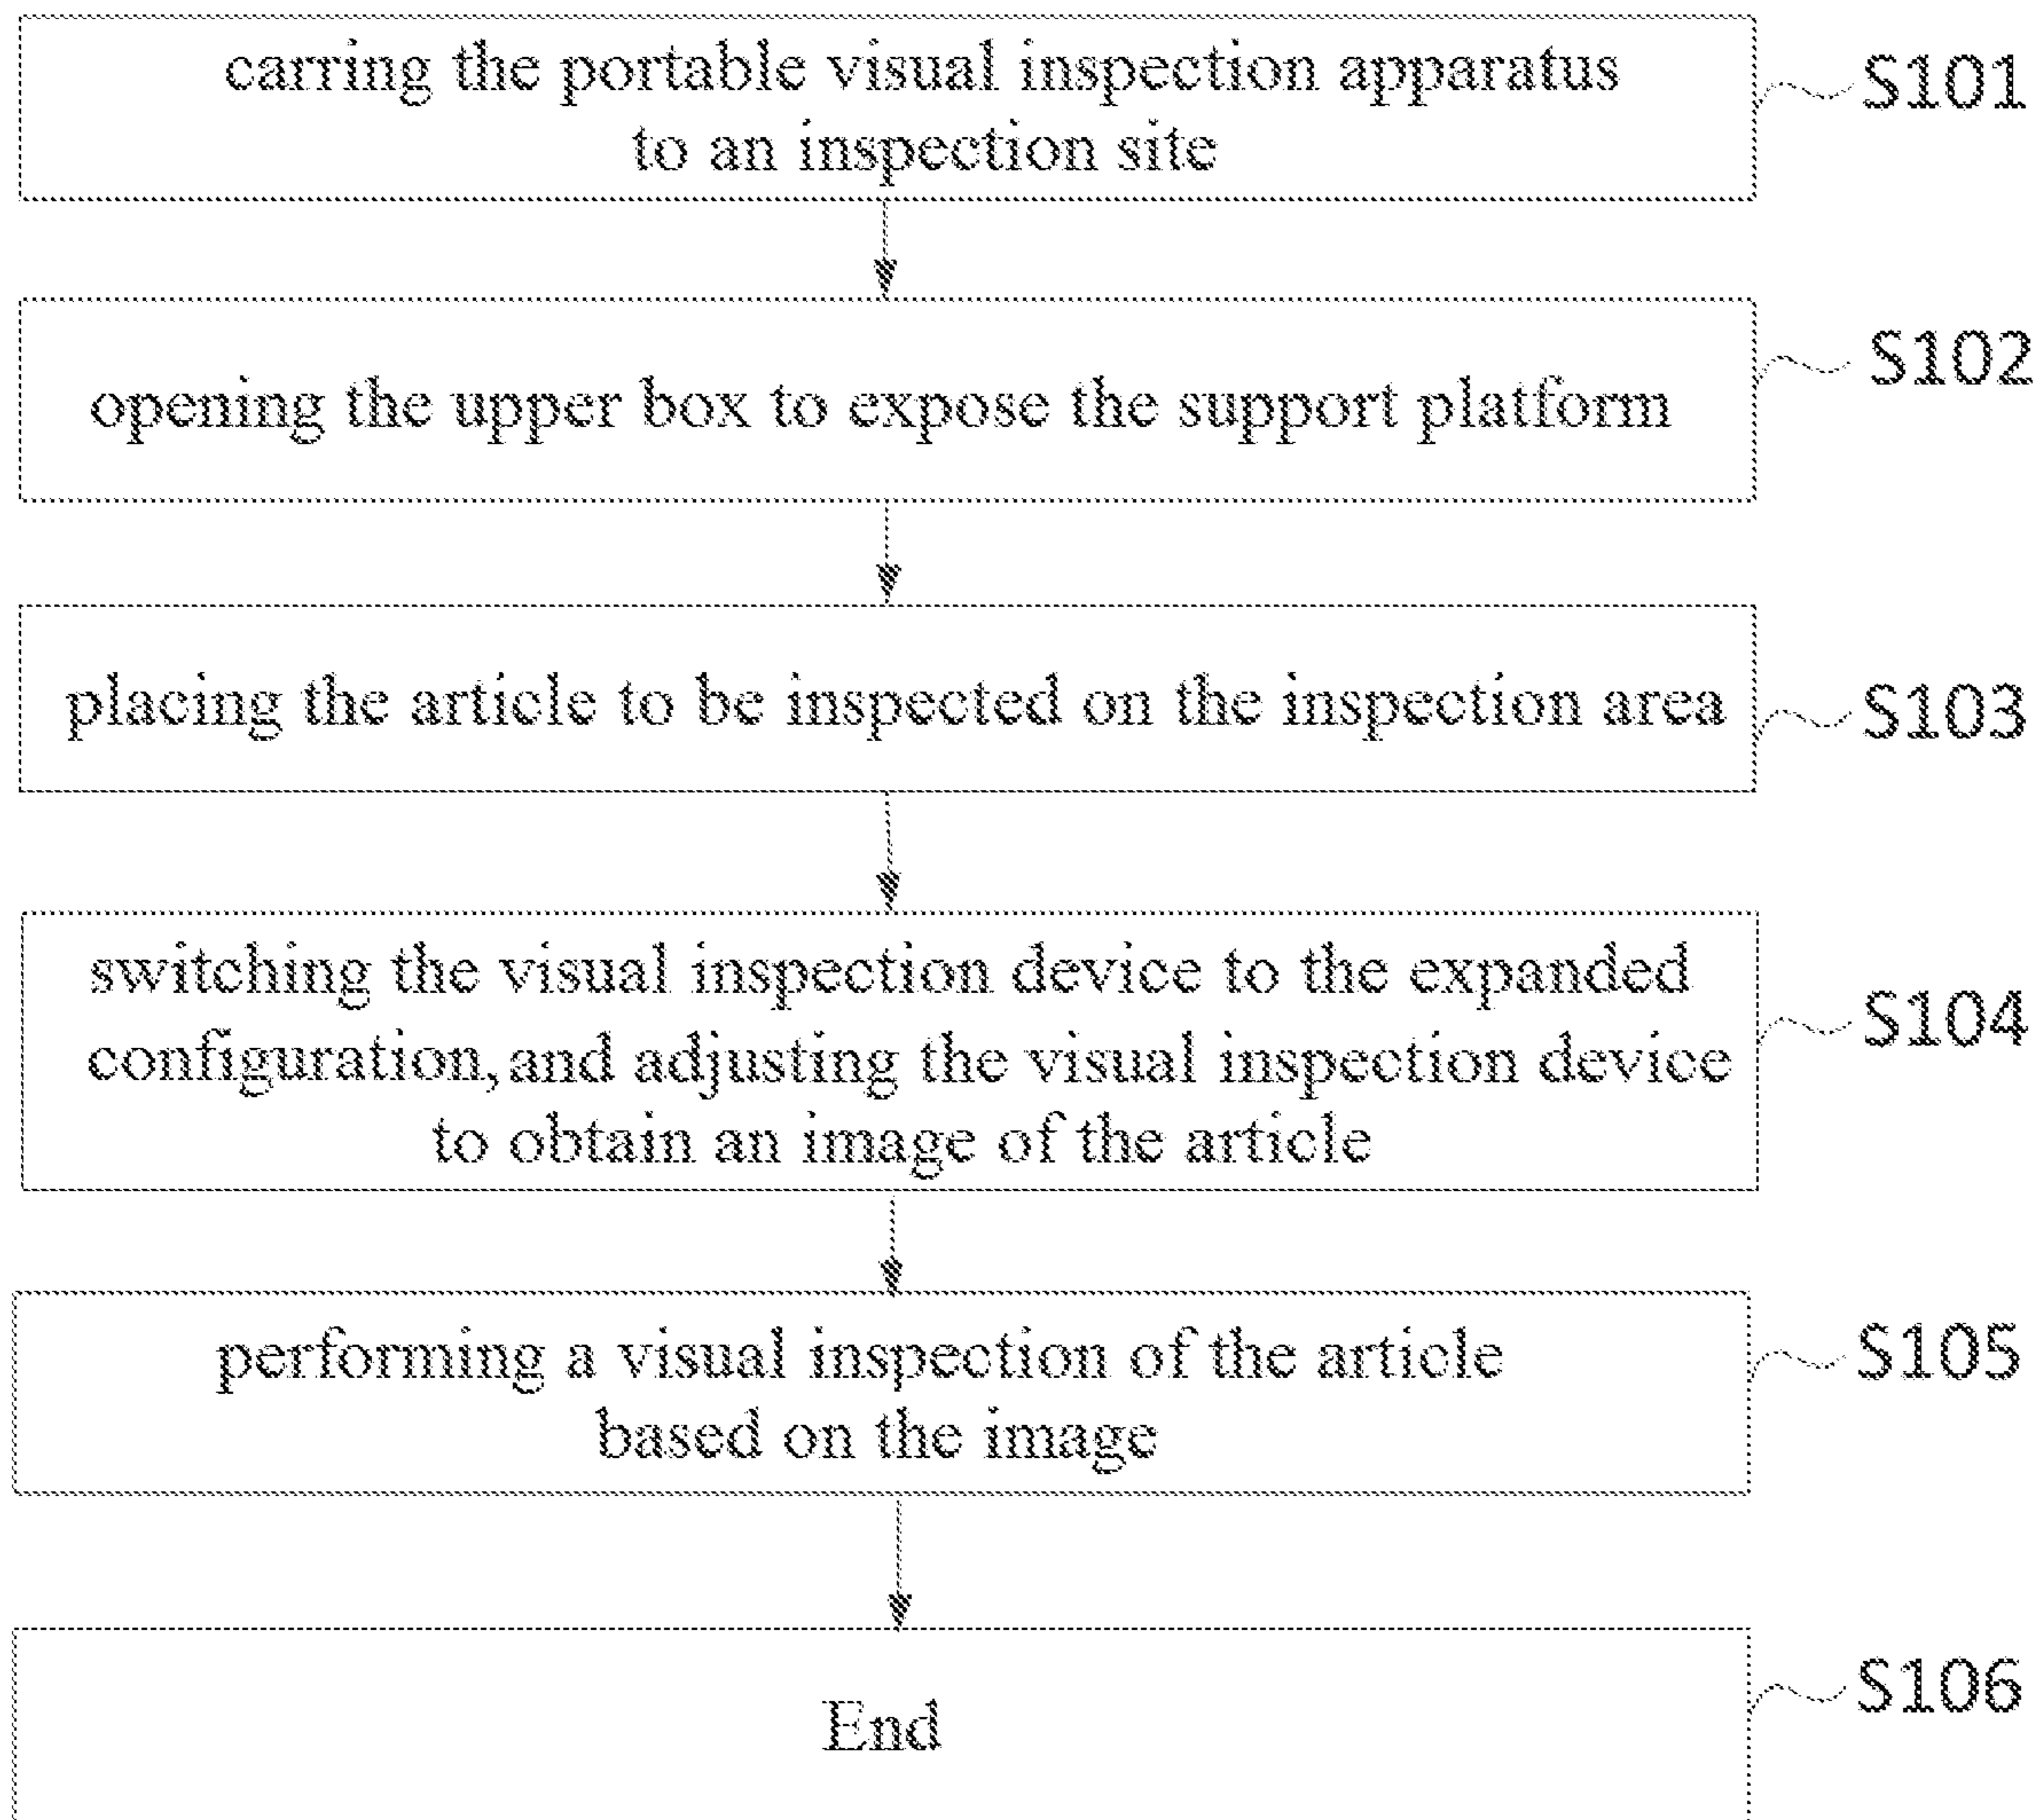 carring the portable visual inspection apparatus
to an inspection site
S101
opening the upper box to expose the support platform
S102
placing the article to be inspected on the inspection area
S103
switching the visual inspection device to the expanded
configuration, and adjusting the visual inspection device
to obtain an image of the article
S104
performing a visual inspection of the article
based on the image
S105
End
S106